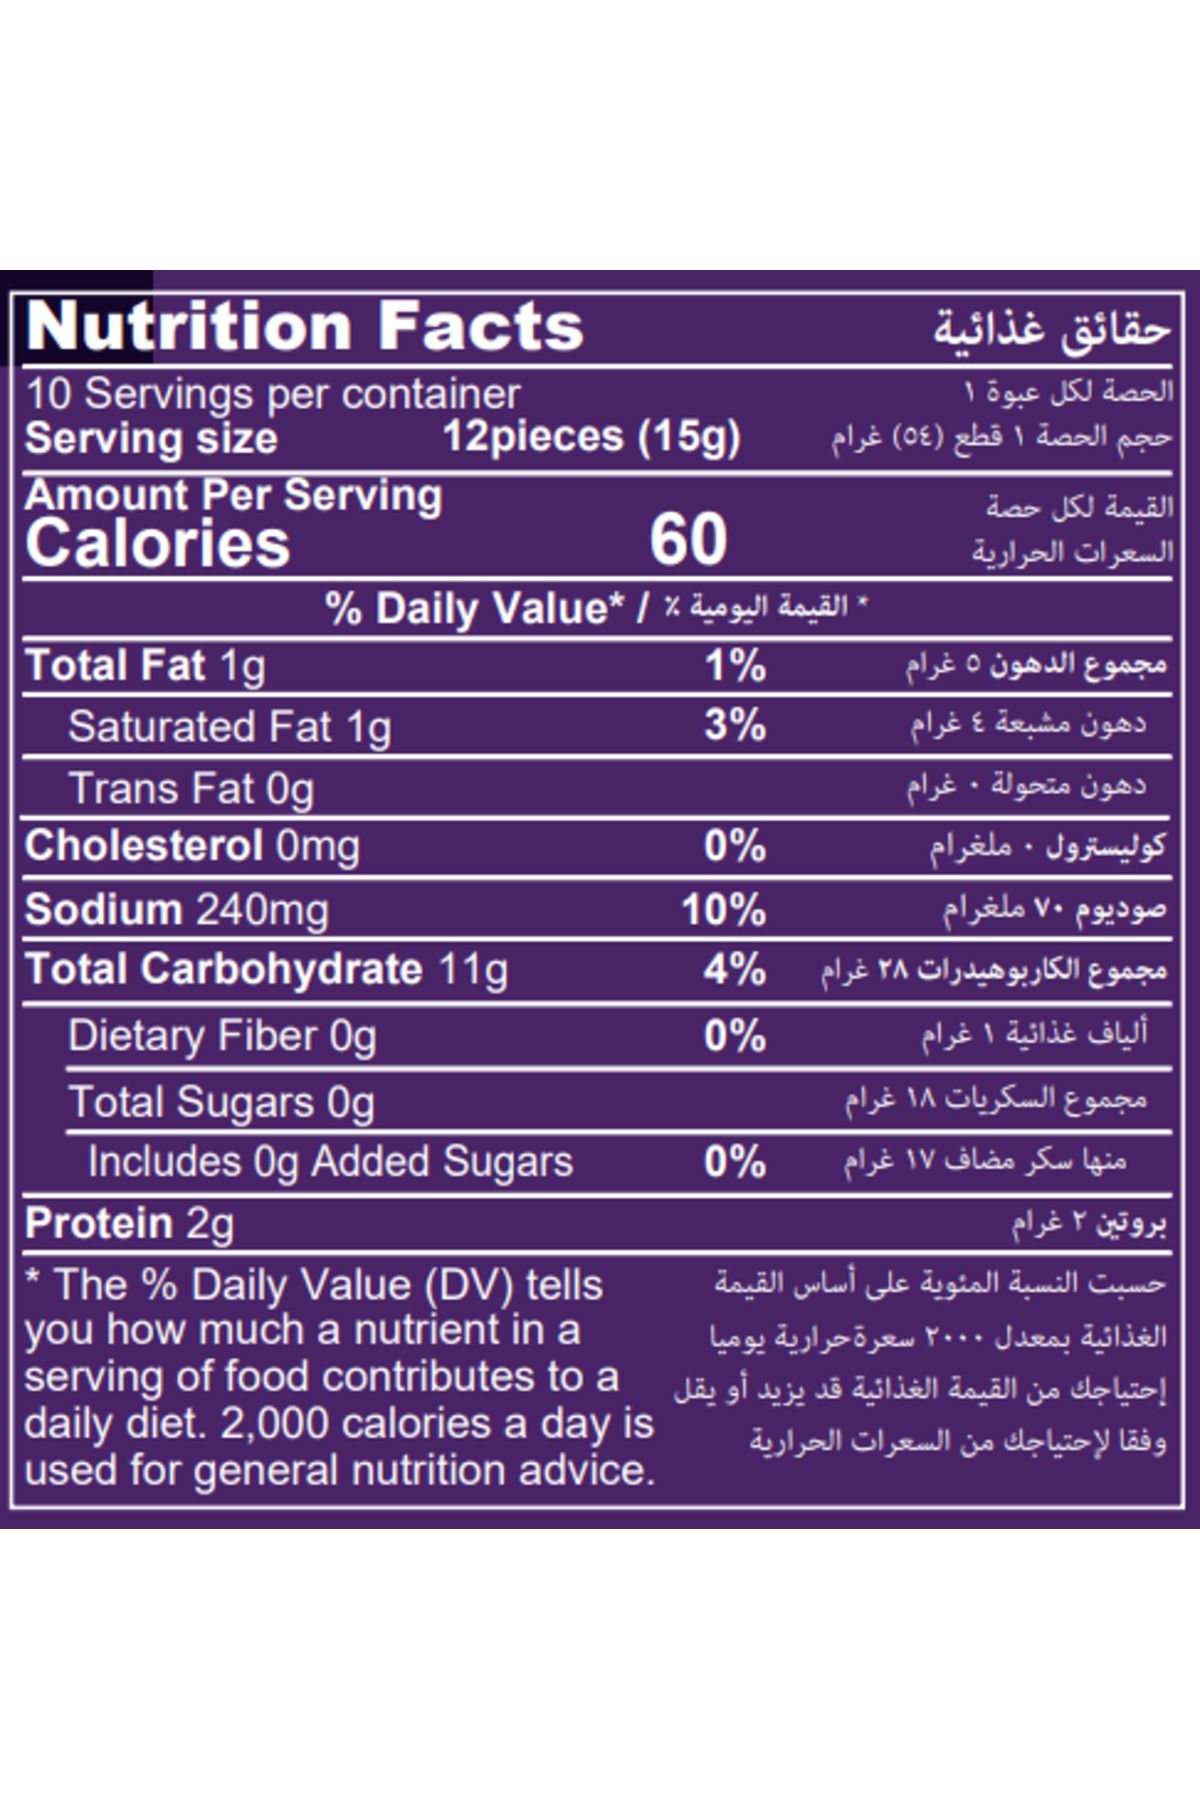 Nutrition Facts حقائق غذائية
10 Servings per container الحصة لكل عبوة ١
Serving size 12pieces (15g) حجم الحصة ١ قطع (٥٤) غرام
Amount Per Serving القيمة لكل حصة
Calories 60 السعرات الحرارية
% Daily Value* / القيمة اليومية ٪ *
Total Fat 1g 1% مجموع الدهون ٥ غرام
Saturated Fat 1g 3% دهون مشبعة ٤ غرام
Trans Fat 0g دهون متحولة ٠ غرام
Cholesterol 0mg 0% كوليسترول ٠ ملغرام
Sodium 240mg 10% صوديوم ٧٠ ملغرام
Total Carbohydrate 11g 4% مجموع الكاربوهيدرات ٢٨ غرام
Dietary Fiber 0g 0% ألياف غذائية ١ غرام
Total Sugars 0g مجموع السكريات ١٨ غرام
Includes 0g Added Sugars 0% منها سكر مضاف ١٧ غرام
Protein 2g بروتين ٢ غرام
* The % Daily Value (DV) tells
you how much a nutrient in a
serving of food contributes to a
daily diet. 2,000 calories a day is
used for general nutrition advice.
حسبت النسبة المئوية على أساس القيمة
الغذائية بمعدل ٢٠٠٠ سعرةحرارية يوميا
إحتياجك من القيمة الغذائية قد يزيد أو يقل
وفقا لإحتياجك من السعرات الحرارية